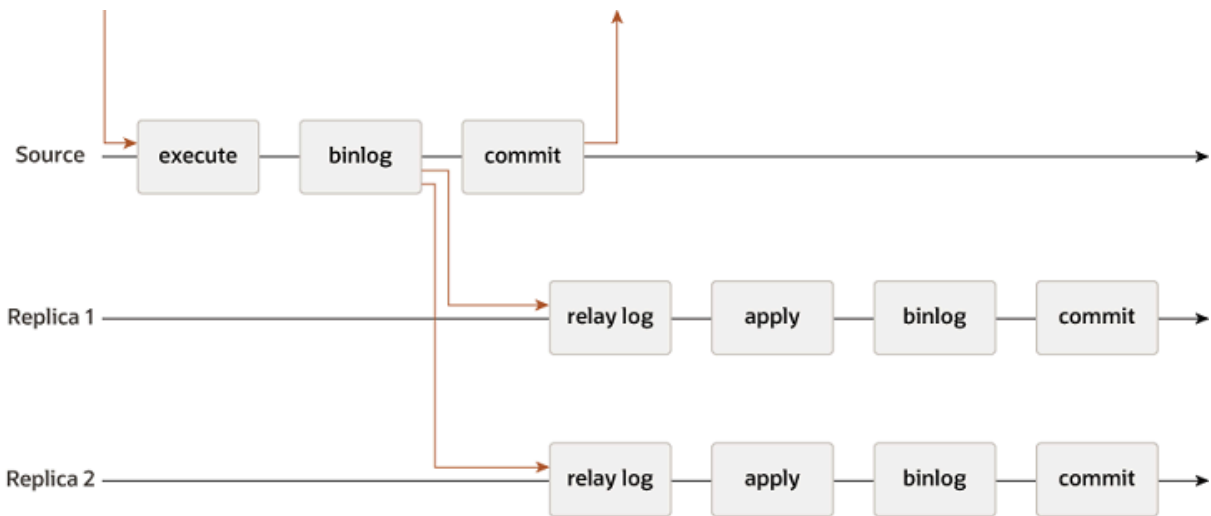 Source execute binlog commit
Replica 1 relay log apply binlog commit
Replica 2 relay log apply binlog commit